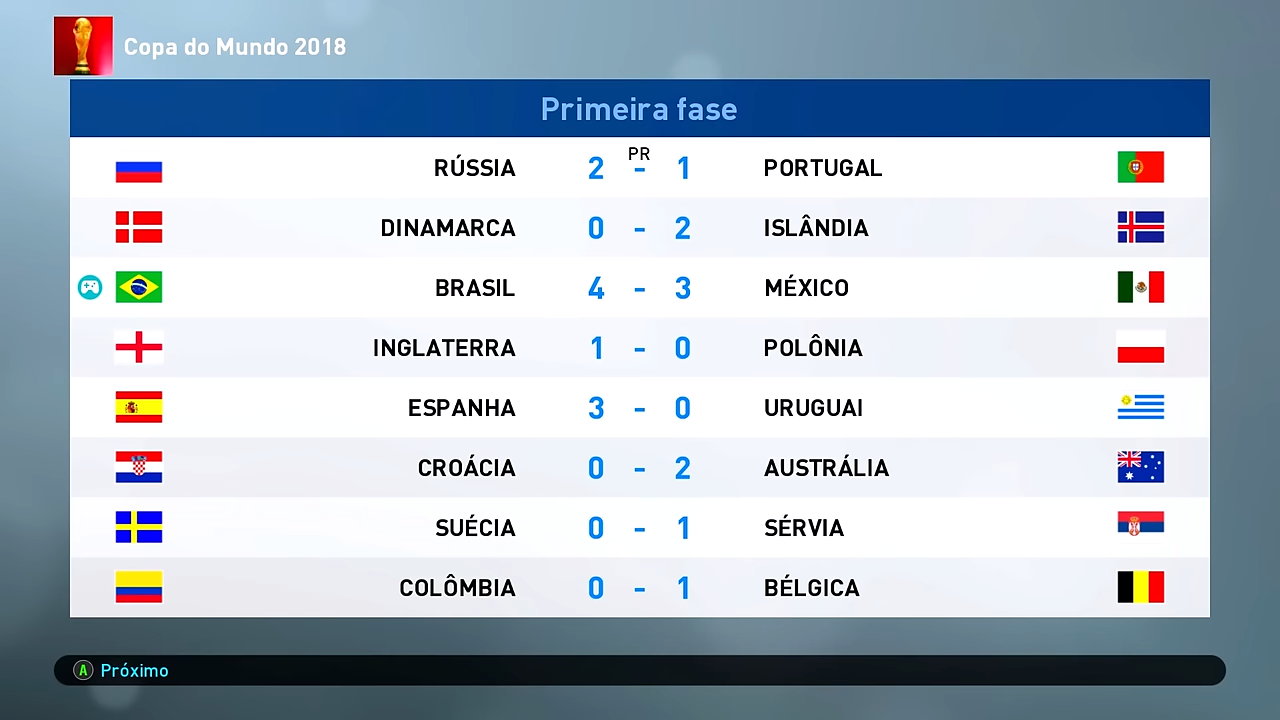 Copa do Mundo 2018
Primeira fase
RÚSSIA 2 PR - 1 PORTUGAL
DINAMARCA 0 - 2 ISLÂNDIA
BRASIL 4 - 3 MÉXICO
INGLATERRA 1 - 0 POLÔNIA
ESPANHA 3 - 0 URUGUAI
CROÁCIA 0 - 2 AUSTRÁLIA
SUÉCIA 0 - 1 SÉRVIA
COLÔMBIA 0 - 1 BÉLGICA
A Próximo